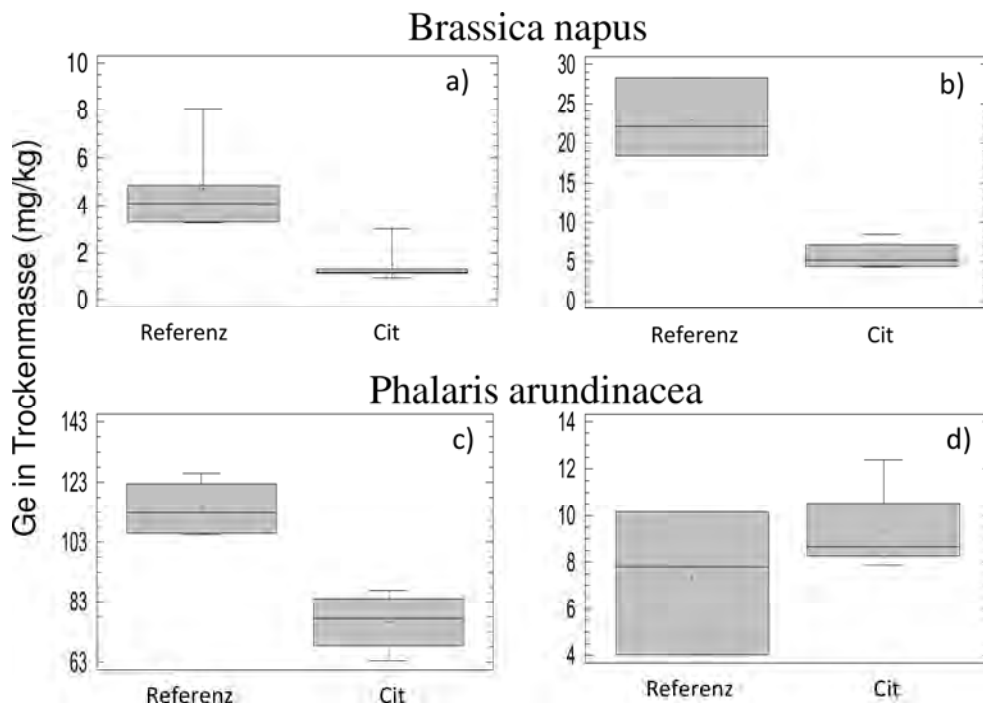 Brassica napus
Ge in Trockenmasse (mg/kg)
a)
10
8
6
4
2
0
Referenz Cit
b)
30
25
20
15
10
5
0
Referenz Cit
Phalaris arundinacea
c)
143
123
103
83
63
Referenz Cit
d)
14
12
10
8
6
4
Referenz Cit